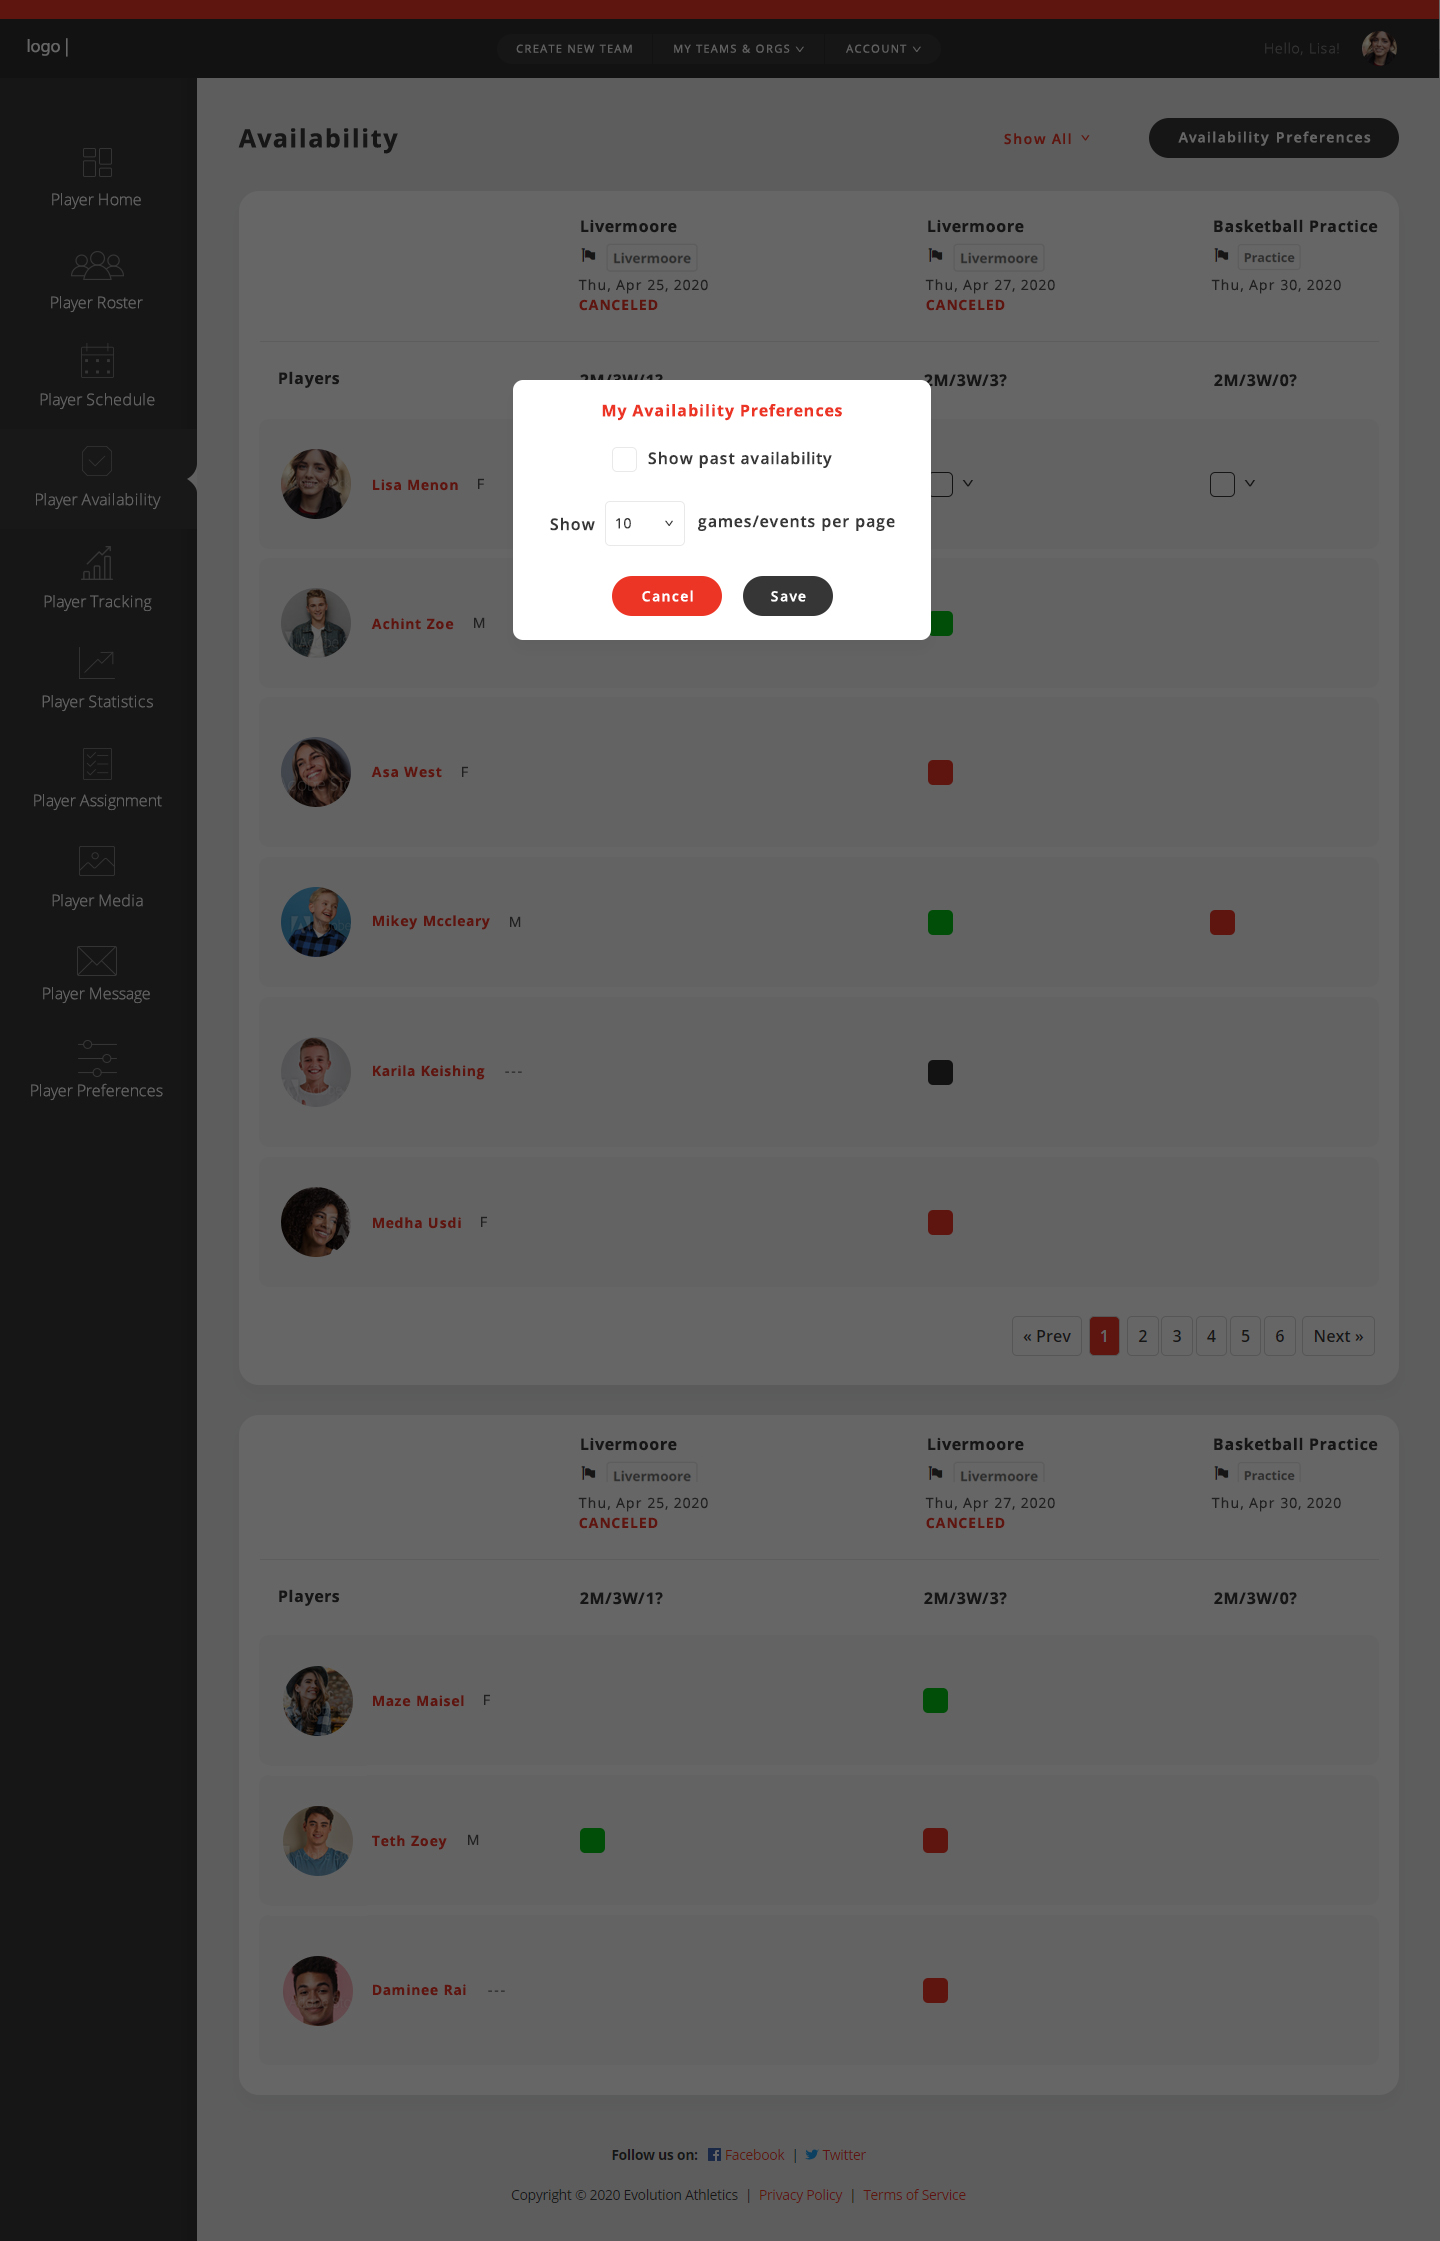 logo |
CREATE NEW TEAM
MY TEAMS & ORGS
ACCOUNT
Hello, Lisa!
Player Home
Player Roster
Player Schedule
Player Availability
Player Tracking
Player Statistics
Player Assignment
Player Media
Player Message
Player Preferences
Availability
Show All
Availability Preferences
Livermoore
Livermoore
Basketball Practice
Livermoore
Livermoore
Practice
Thu, Apr 25, 2020
Thu, Apr 27, 2020
Thu, Apr 30, 2020
CANCELED
CANCELED
Players
2M/3W/1?
2M/3W/3?
2M/3W/0?
My Availability Preferences
Show past availability
Show 10 games/events per page
Cancel
Save
Lisa Menon F
Achint Zoe M
Asa West F
Mikey Mccleary M
Karila Keishing ---
Medha Usdi F
« Prev 1 2 3 4 5 6 Next »
Livermoore
Livermoore
Basketball Practice
Livermoore
Livermoore
Practice
Thu, Apr 25, 2020
Thu, Apr 27, 2020
Thu, Apr 30, 2020
CANCELED
CANCELED
Players
2M/3W/1?
2M/3W/3?
2M/3W/0?
Maze Maisel F
Teth Zoey M
Daminee Rai ---
Follow us on: Facebook | Twitter
Copyright © 2020 Evolution Athletics | Privacy Policy | Terms of Service